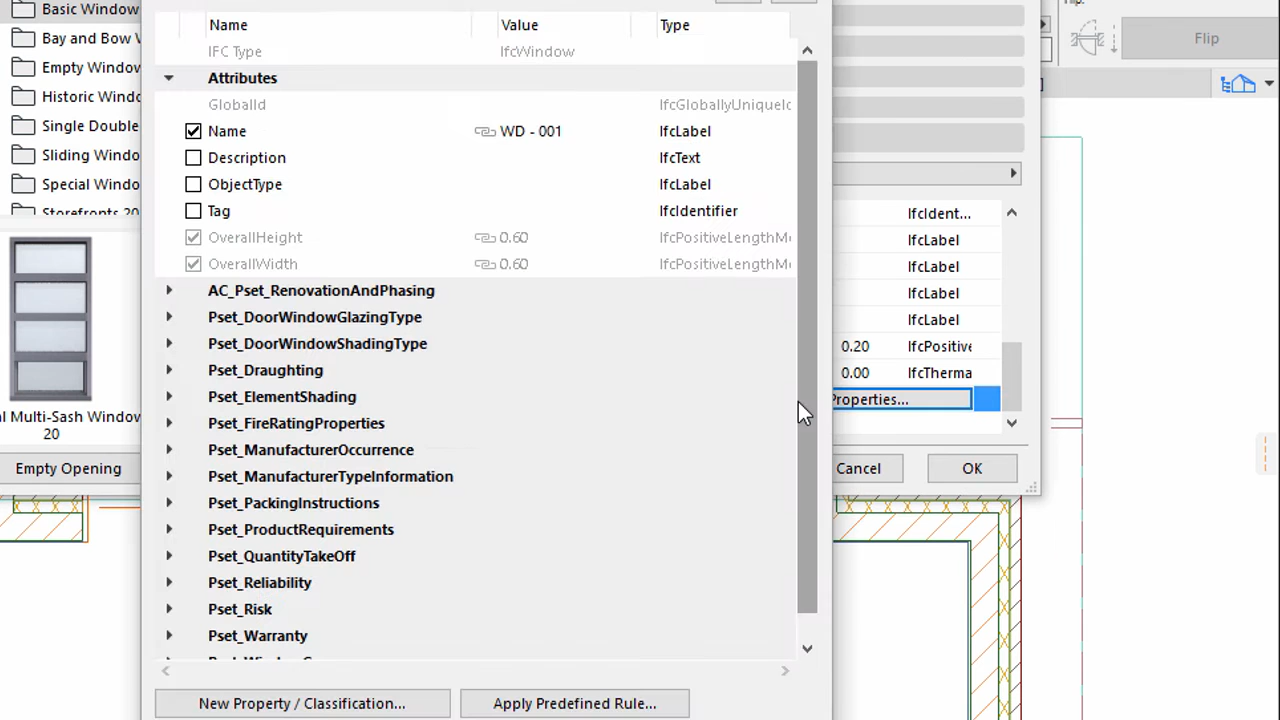 Basic Window
Bay and Bow W
Empty Window
Historic Windo
Single Double
Sliding Windo
Special Windo
Storefronts 20
al Multi-Sash Window
20
Empty Opening
Name Value Type
IFC Type IfcWindow
Attributes
GlobalId IfcGloballyUniqueIc
Name WD - 001 IfcLabel
Description IfcText
ObjectType IfcLabel
Tag IfcIdentifier
OverallHeight 0.60 IfcPositiveLengthMe
OverallWidth 0.60 IfcPositiveLengthMe
AC_Pset_RenovationAndPhasing
Pset_DoorWindowGlazingType
Pset_DoorWindowShadingType
Pset_Draughting
Pset_ElementShading
Pset_FireRatingProperties
Pset_ManufacturerOccurrence
Pset_ManufacturerTypeInformation
Pset_PackingInstructions
Pset_ProductRequirements
Pset_QuantityTakeOff
Pset_Reliability
Pset_Risk
Pset_Warranty
New Property / Classification...
Apply Predefined Rule...
IfcIdent...
IfcLabel
IfcLabel
IfcLabel
IfcLabel
0.20 IfcPositive
0.00 IfcTherma
Properties...
Cancel
OK
Flip